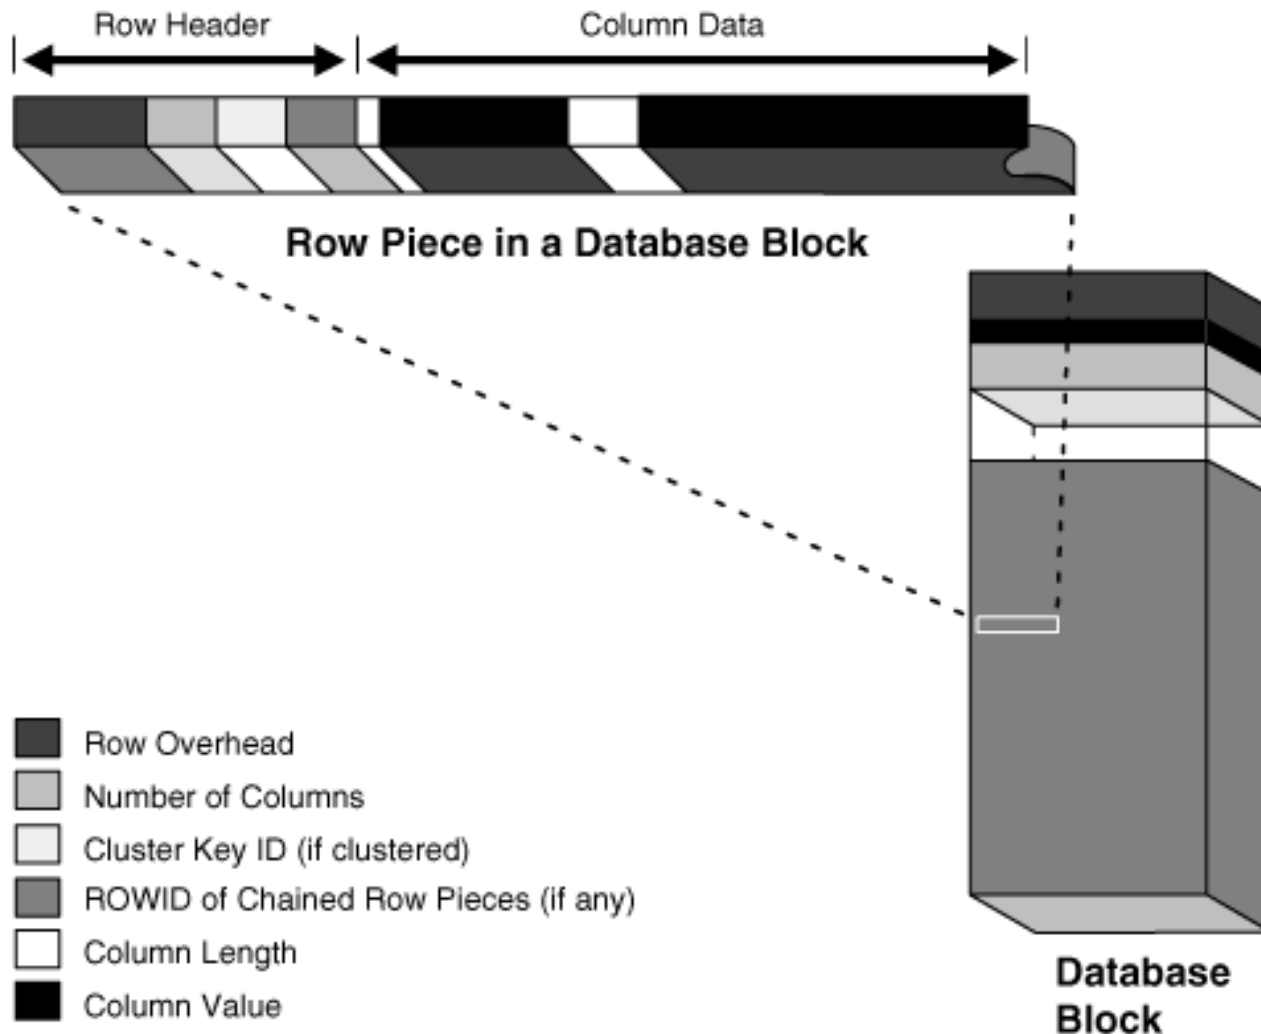 Row Header
Column Data
Row Piece in a Database Block
Row Overhead
Number of Columns
Cluster Key ID (if clustered)
ROWID of Chained Row Pieces (if any)
Column Length
Column Value
Database
Block